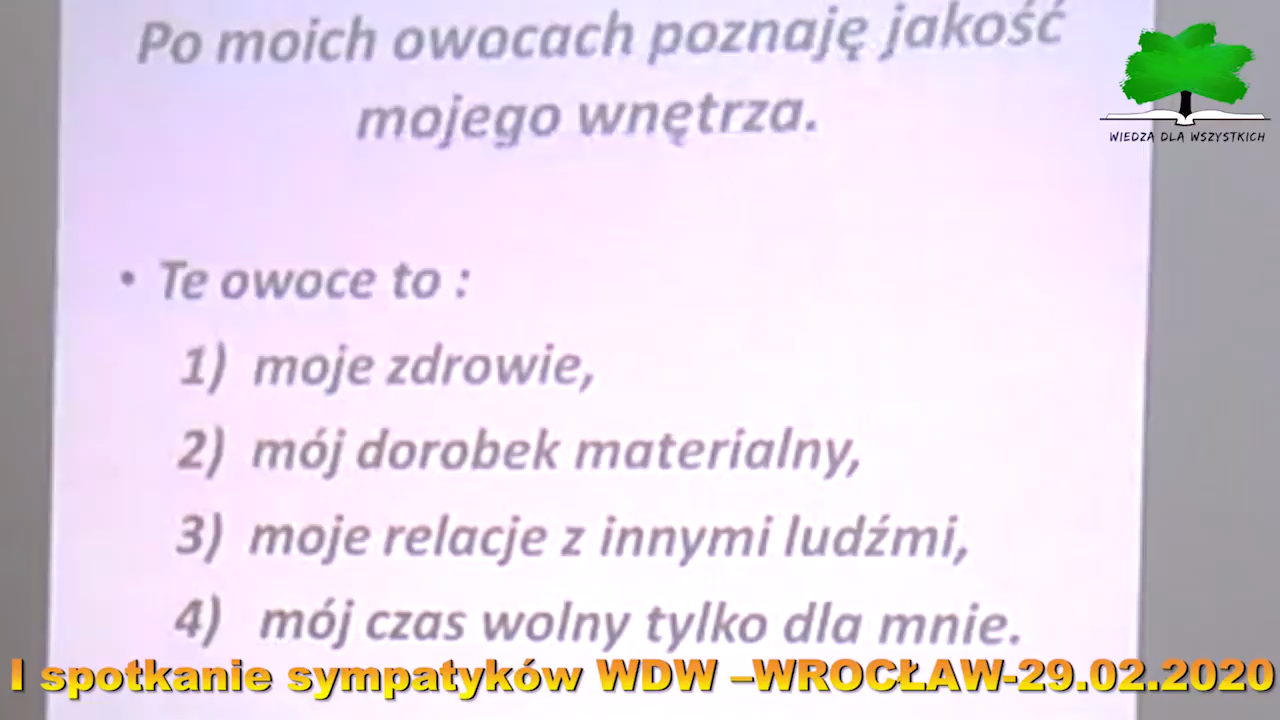 Po moich owocach poznaję jakość
mojego wnętrza.
WIEDZA DLA WSZYSTKICH
• Te owoce to :
1) moje zdrowie,
2) mój dorobek materialny,
3) moje relacje z innymi ludźmi,
4) mój czas wolny tylko dla mnie.
I spotkanie sympatyków WDW –WROCŁAW-29.02.2020